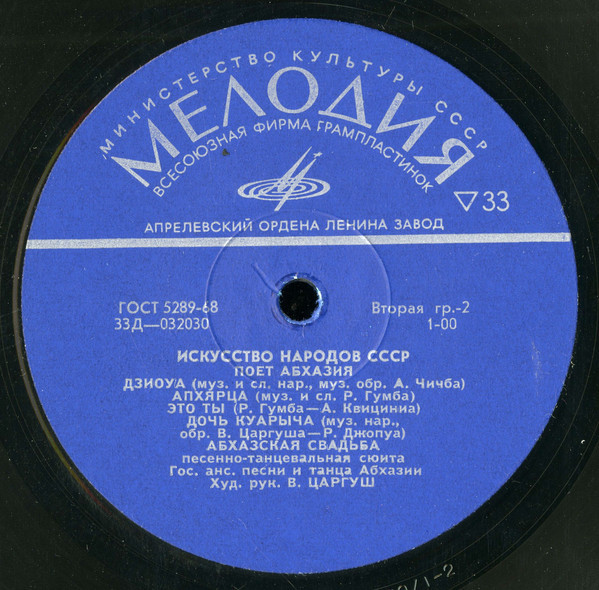 МИНИСТЕРСТВО КУЛЬТУРЫ СССР
МЕЛОДИЯ
ВСЕСОЮЗНАЯ ФИРМА ГРАМПЛАСТИНОК
▽33
АПРЕЛЕВСКИЙ ОРДЕНА ЛЕНИНА ЗАВОД
ГОСТ 5289-68 Вторая гр.-2
33Д—032030 1-00
ИСКУССТВО НАРОДОВ СССР
ПОЕТ АБХАЗИЯ
ДЗИОУА (муз. и сл. нар., муз. обр. А. Чичба)
АПХЯРЦА (муз. и сл. Р. Гумба)
ЭТО ТЫ (Р. Гумба—А. Квициниа)
ДОЧЬ КУАРЫЧА (муз. нар.,
обр. В. Царгуша—Р. Джопуа)
АБХАЗСКАЯ СВАДЬБА
песенно-танцевальная сюита
Гос. анс. песни и танца Абхазии
Худ. рук. В. ЦАРГУШ